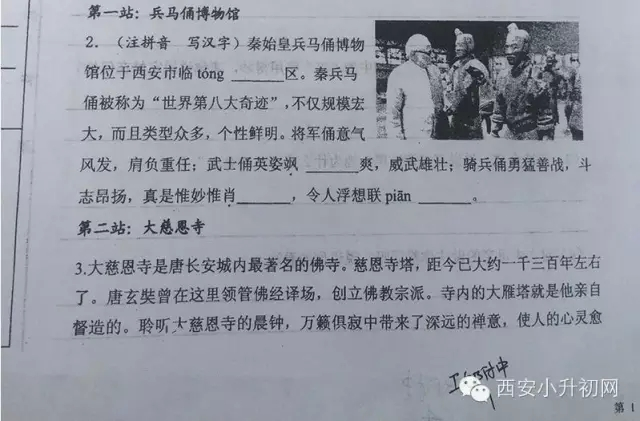 第一站：兵马俑博物馆
2．（注拼音 写汉字）秦始皇兵马俑博物
馆位于西安市临 tóng ______区。秦兵马
俑被称为“世界第八大奇迹”,不仅规模宏
大，而且类型众多，个性鲜明。将军俑意气
风发，肩负重任；武士俑英姿飒 ______爽，威武雄壮；骑兵俑勇猛善战，斗
志昂扬，真是惟妙惟肖______，令人浮想联 piān ______。
第二站：大慈恩寺
3.大慈恩寺是唐长安城内最著名的佛寺。慈恩寺塔，距今已大约一千三百年左右
了。唐玄奘曾在这里领管佛经译场，创立佛教宗派。寺内的大雁塔就是他亲自
督造的。聆听大慈恩寺的晨钟，万籁俱寂中带来了深远的禅意，使人的心灵愈
附中
西安小升初网
第 1